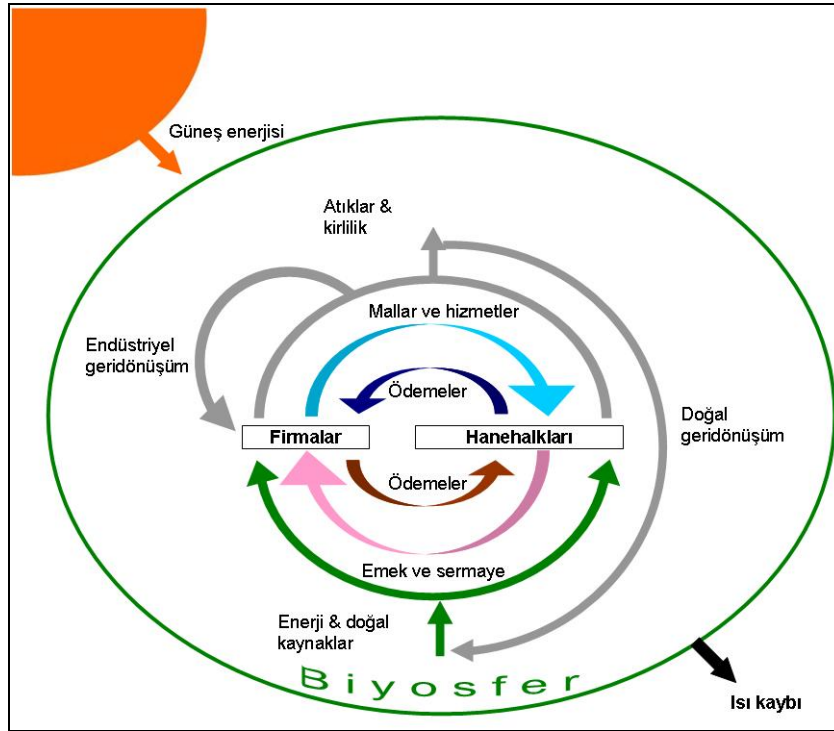 Güneş enerjisi
Atıklar &
kirlilik
Mallar ve hizmetler
Endüstriyel
geridönüşüm
Ödemeler
Firmalar
Hanehalkları
Doğal
geridönüşüm
Ödemeler
Emek ve sermaye
Enerji & doğal
kaynaklar
Biyosfer
Isı kaybı